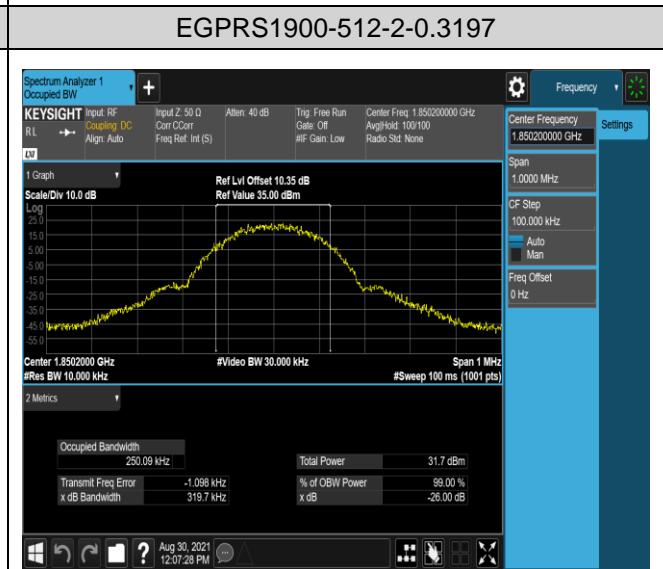 EGPRS1900-512-2-0.3197
Spectrum Analyzer 1
Occupied BW
+
Frequency
KEYSIGHT Input: RF Input Z: 50 Ω Atten: 40 dB Trig: Free Run Center Freq: 1.850200000 GHz
RL Coupling: DC Corr CCorr Gate: Off Avg|Hold: 100/100
Align: Auto Freq Ref: Int (S) #IF Gain: Low Radio Std: None
LXI
Center Frequency
1.850200000 GHz
Settings
Span
1.0000 MHz
CF Step
100.000 kHz
Auto
Man
Freq Offset
0 Hz
1 Graph
Ref Lvl Offset 10.35 dB
Scale/Div 10.0 dB Ref Value 35.00 dBm
Log
25.0
15.0
5.00
-5.00
-15.0
-25.0
-35.0
-45.0
-55.0
Center 1.8502000 GHz #Video BW 30.000 kHz Span 1 MHz
#Res BW 10.000 kHz #Sweep 100 ms (1001 pts)
2 Metrics
Occupied Bandwidth
250.09 kHz Total Power 31.7 dBm
Transmit Freq Error -1.098 kHz % of OBW Power 99.00 %
x dB Bandwidth 319.7 kHz x dB -26.00 dB
? Aug 30, 2021
12:07:28 PM